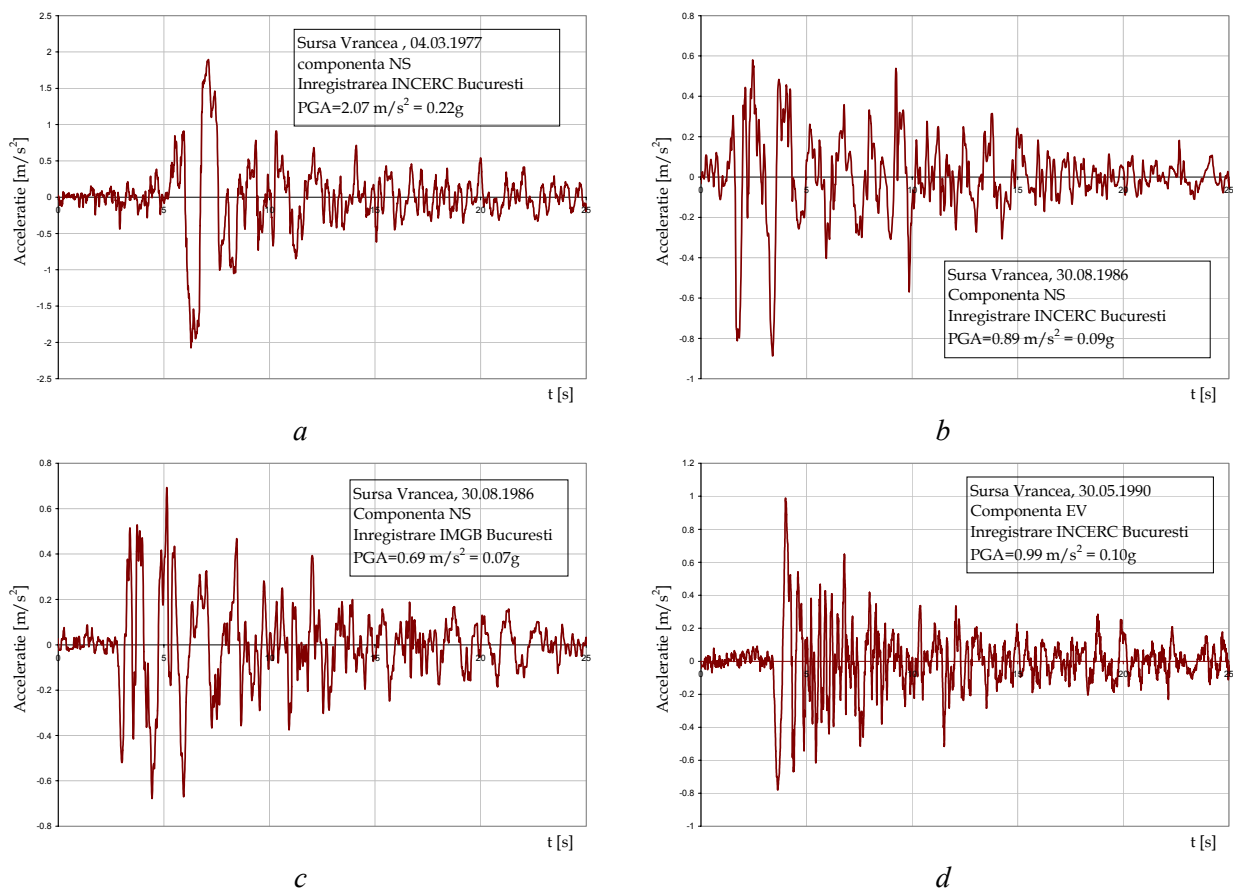 2.5
2
1.5
1
0.5
0
-0.5
-1
-1.5
-2
-2.5
0
5
10
15
20
25
Acceleratie [m/s²]
t [s]
Sursa Vrancea , 04.03.1977
componenta NS
Inregistrarea INCERC Bucuresti
PGA=2.07 m/s² = 0.22g
a
0.8
0.6
0.4
0.2
0
-0.2
-0.4
-0.6
-0.8
-1
0
5
10
15
20
25
Acceleratie [m/s²]
t [s]
Sursa Vrancea, 30.08.1986
Componenta NS
Inregistrare INCERC Bucuresti
PGA=0.89 m/s² = 0.09g
b
0.8
0.6
0.4
0.2
0
-0.2
-0.4
-0.6
-0.8
0
5
10
15
20
25
Acceleratie [m/s²]
t [s]
Sursa Vrancea, 30.08.1986
Componenta NS
Inregistrare IMGB Bucuresti
PGA=0.69 m/s² = 0.07g
c
1.2
1
0.8
0.6
0.4
0.2
0
-0.2
-0.4
-0.6
-0.8
-1
0
5
10
15
20
25
Acceleratie [m/s²]
t [s]
Sursa Vrancea, 30.05.1990
Componenta EV
Inregistrare INCERC Bucuresti
PGA=0.99 m/s² = 0.10g
d